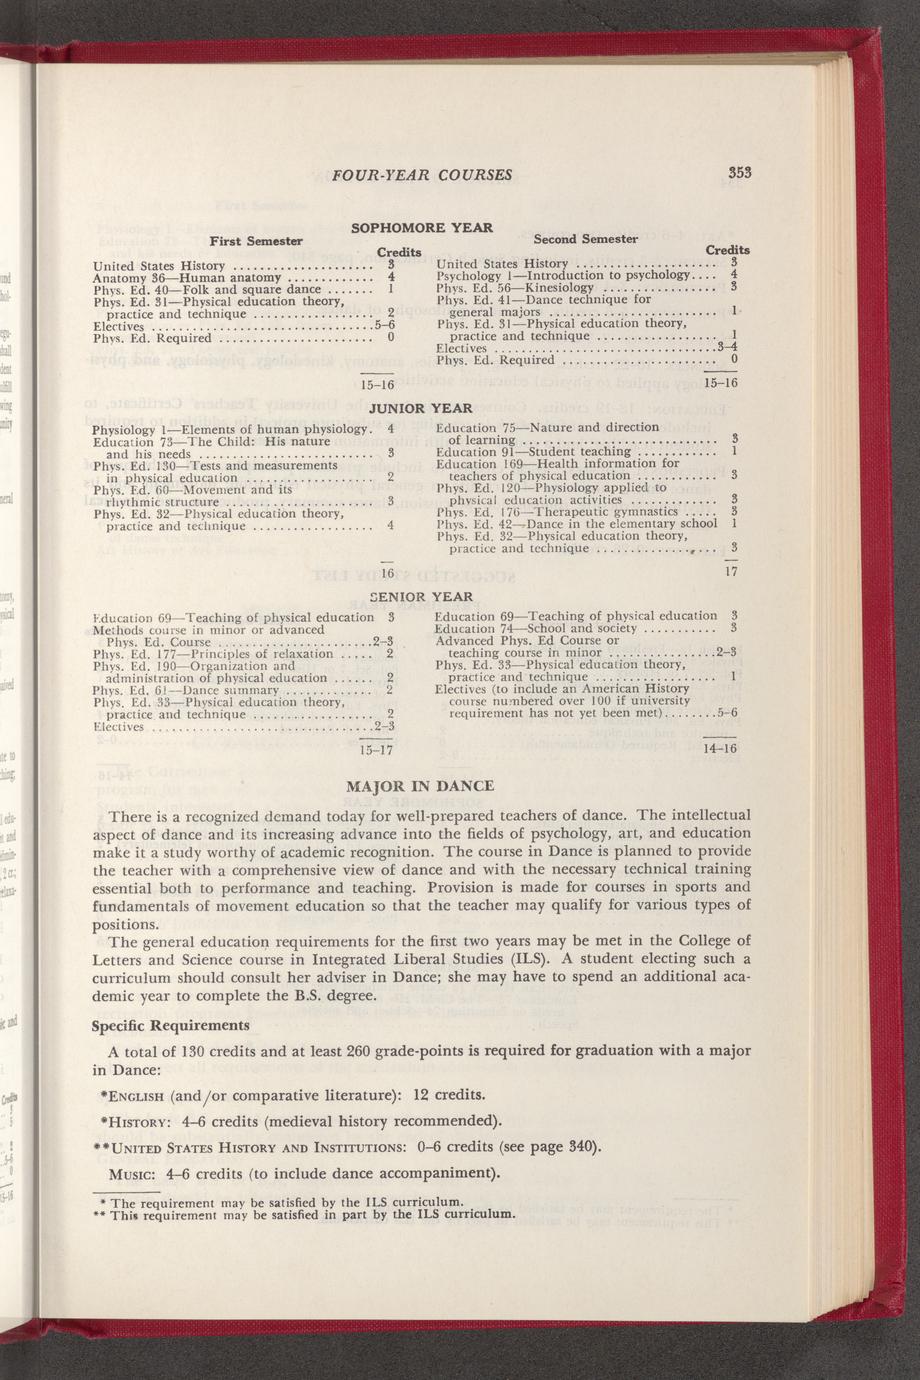 FOUR-YEAR COURSES 353
SOPHOMORE YEAR
First Semester
Credits
United States History .................... 3
Anatomy 36—Human anatomy ............ 4
Phys. Ed. 40—Folk and square dance ....... 1
Phys. Ed. 31—Physical education theory,
practice and technique ................. 2
Electives ...............................5–6
Phys. Ed. Required ...................... 0
15–16
Second Semester
Credits
United States History .................... 3
Psychology 1—Introduction to psychology.... 4
Phys. Ed. 56—Kinesiology ................ 3
Phys. Ed. 41—Dance technique for
general majors ........................ 1
Phys. Ed. 31—Physical education theory,
practice and technique ................. 1
Electives ...............................3–4
Phys. Ed. Required ...................... 0
15–16
JUNIOR YEAR
Physiology 1—Elements of human physiology. 4
Education 73—The Child: His nature
and his needs ......................... 3
Phys. Ed. 130—Tests and measurements
in physical education .................. 2
Phys. Ed. 60—Movement and its
rhythmic structure ..................... 3
Phys. Ed. 32—Physical education theory,
practice and technique ................. 4
16
Education 75—Nature and direction
of learning ............................ 3
Education 91—Student teaching ............ 1
Education 169—Health information for
teachers of physical education ............ 3
Phys. Ed. 120—Physiology applied to
physical education activities ............. 3
Phys. Ed. 176—Therapeutic gymnastics ..... 3
Phys. Ed. 42—Dance in the elementary school 1
Phys. Ed. 32—Physical education theory,
practice and technique ................. 3
17
SENIOR YEAR
Education 69—Teaching of physical education 3
Methods course in minor or advanced
Phys. Ed. Course ......................2–3
Phys. Ed. 177—Principles of relaxation ..... 2
Phys. Ed. 190—Organization and
administration of physical education ...... 2
Phys. Ed. 61—Dance summary ............ 2
Phys. Ed. 33—Physical education theory,
practice and technique ................. 2
Electives ...............................2–3
15–17
Education 69—Teaching of physical education 3
Education 74—School and society ........... 3
Advanced Phys. Ed Course or
teaching course in minor ...............2–3
Phys. Ed. 33—Physical education theory,
practice and technique ................. 1
Electives (to include an American History
course numbered over 100 if university
requirement has not yet been met)........5–6
14–16
MAJOR IN DANCE
There is a recognized demand today for well-prepared teachers of dance. The intellectual
aspect of dance and its increasing advance into the fields of psychology, art, and education
make it a study worthy of academic recognition. The course in Dance is planned to provide
the teacher with a comprehensive view of dance and with the necessary technical training
essential both to performance and teaching. Provision is made for courses in sports and
fundamentals of movement education so that the teacher may qualify for various types of
positions.
The general education requirements for the first two years may be met in the College of
Letters and Science course in Integrated Liberal Studies (ILS). A student electing such a
curriculum should consult her adviser in Dance; she may have to spend an additional aca-
demic year to complete the B.S. degree.
Specific Requirements
A total of 130 credits and at least 260 grade-points is required for graduation with a major
in Dance:
*ENGLISH (and/or comparative literature): 12 credits.
*HISTORY: 4–6 credits (medieval history recommended).
**UNITED STATES HISTORY AND INSTITUTIONS: 0–6 credits (see page 340).
MUSIC: 4–6 credits (to include dance accompaniment).
* The requirement may be satisfied by the ILS curriculum.
** This requirement may be satisfied in part by the ILS curriculum.